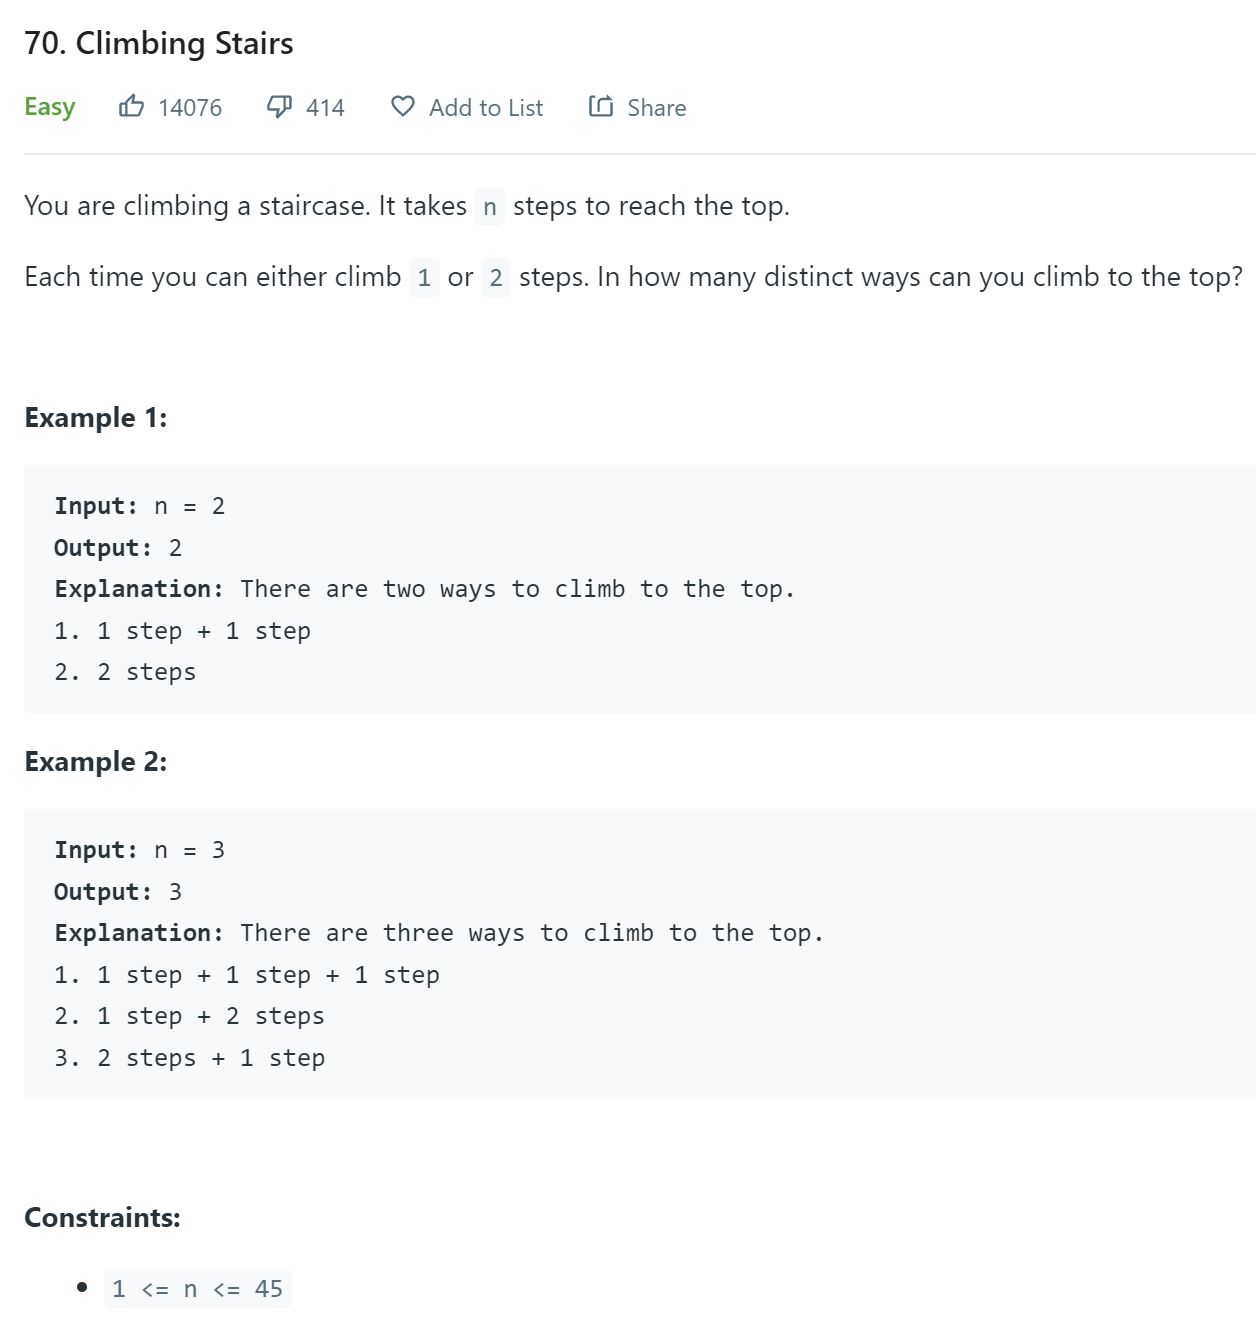 70. Climbing Stairs
Easy 14076 414 Add to List Share
You are climbing a staircase. It takes n steps to reach the top.
Each time you can either climb 1 or 2 steps. In how many distinct ways can you climb to the top?
Example 1:
Input: n = 2
Output: 2
Explanation: There are two ways to climb to the top.
1. 1 step + 1 step
2. 2 steps
Example 2:
Input: n = 3
Output: 3
Explanation: There are three ways to climb to the top.
1. 1 step + 1 step + 1 step
2. 1 step + 2 steps
3. 2 steps + 1 step
Constraints:
• 1 <= n <= 45